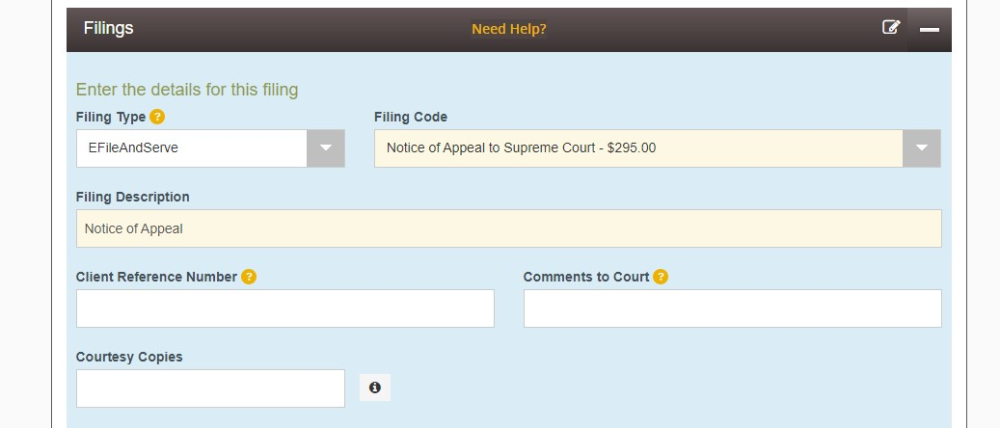 Filings
Need Help?
Enter the details for this filing
Filing Type ?
Filing Code
EFileAndServe
Notice of Appeal to Supreme Court - $295.00
Filing Description
Notice of Appeal
Client Reference Number ?
Comments to Court ?
Courtesy Copies